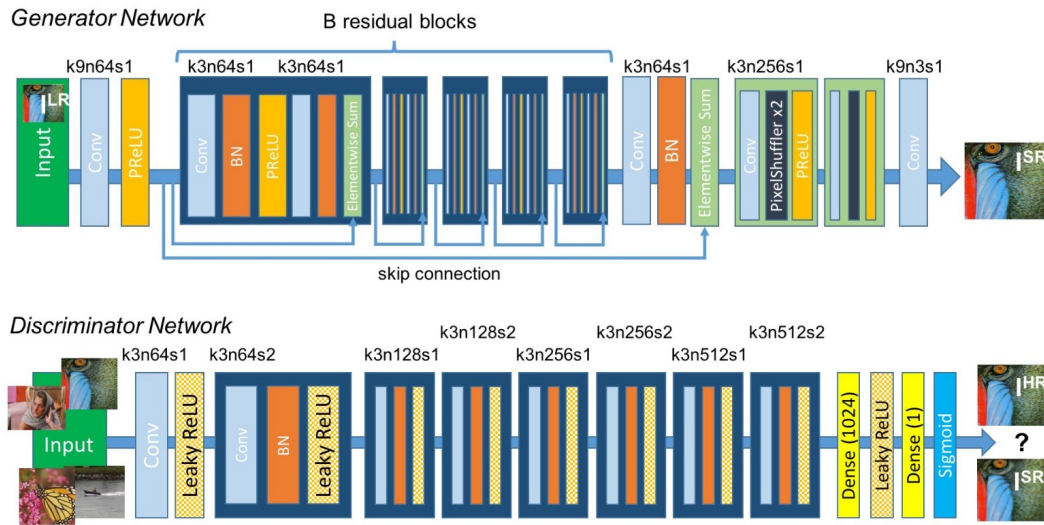 Generator Network
B residual blocks
k9n64s1
k3n64s1
k3n64s1
k3n64s1
k3n256s1
k9n3s1
I^LR
Input
Conv
PReLU
Conv
BN
PReLU
Elementwise Sum
Conv
BN
Elementwise Sum
Conv
PixelShuffler x2
PReLU
Conv
I^SR
skip connection
Discriminator Network
k3n64s1
k3n64s2
k3n128s1
k3n128s2
k3n256s1
k3n256s2
k3n512s1
k3n512s2
Input
Conv
Leaky ReLU
Conv
BN
Leaky ReLU
Dense (1024)
Leaky ReLU
Dense (1)
Sigmoid
I^HR
?
I^SR